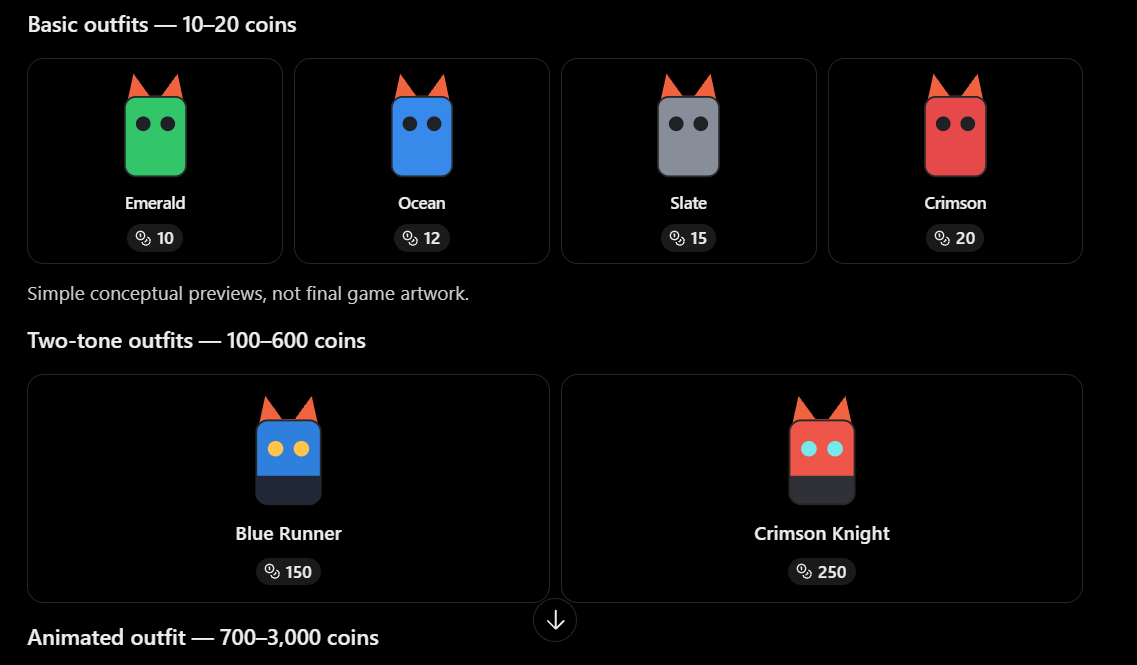 Basic outfits — 10–20 coins
Emerald
Ocean
Slate
Crimson
10
12
15
20
Simple conceptual previews, not final game artwork.
Two-tone outfits — 100–600 coins
Blue Runner
Crimson Knight
150
250
Animated outfit — 700–3,000 coins